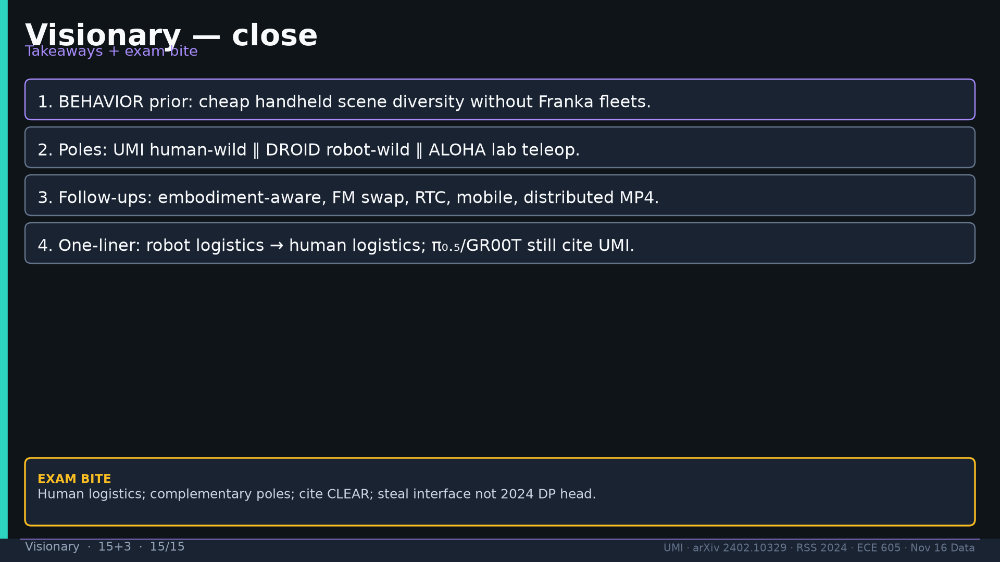 Visionary — close
Takeaways + exam bite
1. BEHAVIOR prior: cheap handheld scene diversity without Franka fleets.
2. Poles: UMI human-wild ∥ DROID robot-wild ∥ ALOHA lab teleop.
3. Follow-ups: embodiment-aware, FM swap, RTC, mobile, distributed MP4.
4. One-liner: robot logistics → human logistics; π₀.₅/GR00T still cite UMI.
EXAM BITE
Human logistics; complementary poles; cite CLEAR; steal interface not 2024 DP head.
Visionary · 15+3 · 15/15
UMI · arXiv 2402.10329 · RSS 2024 · ECE 605 · Nov 16 Data